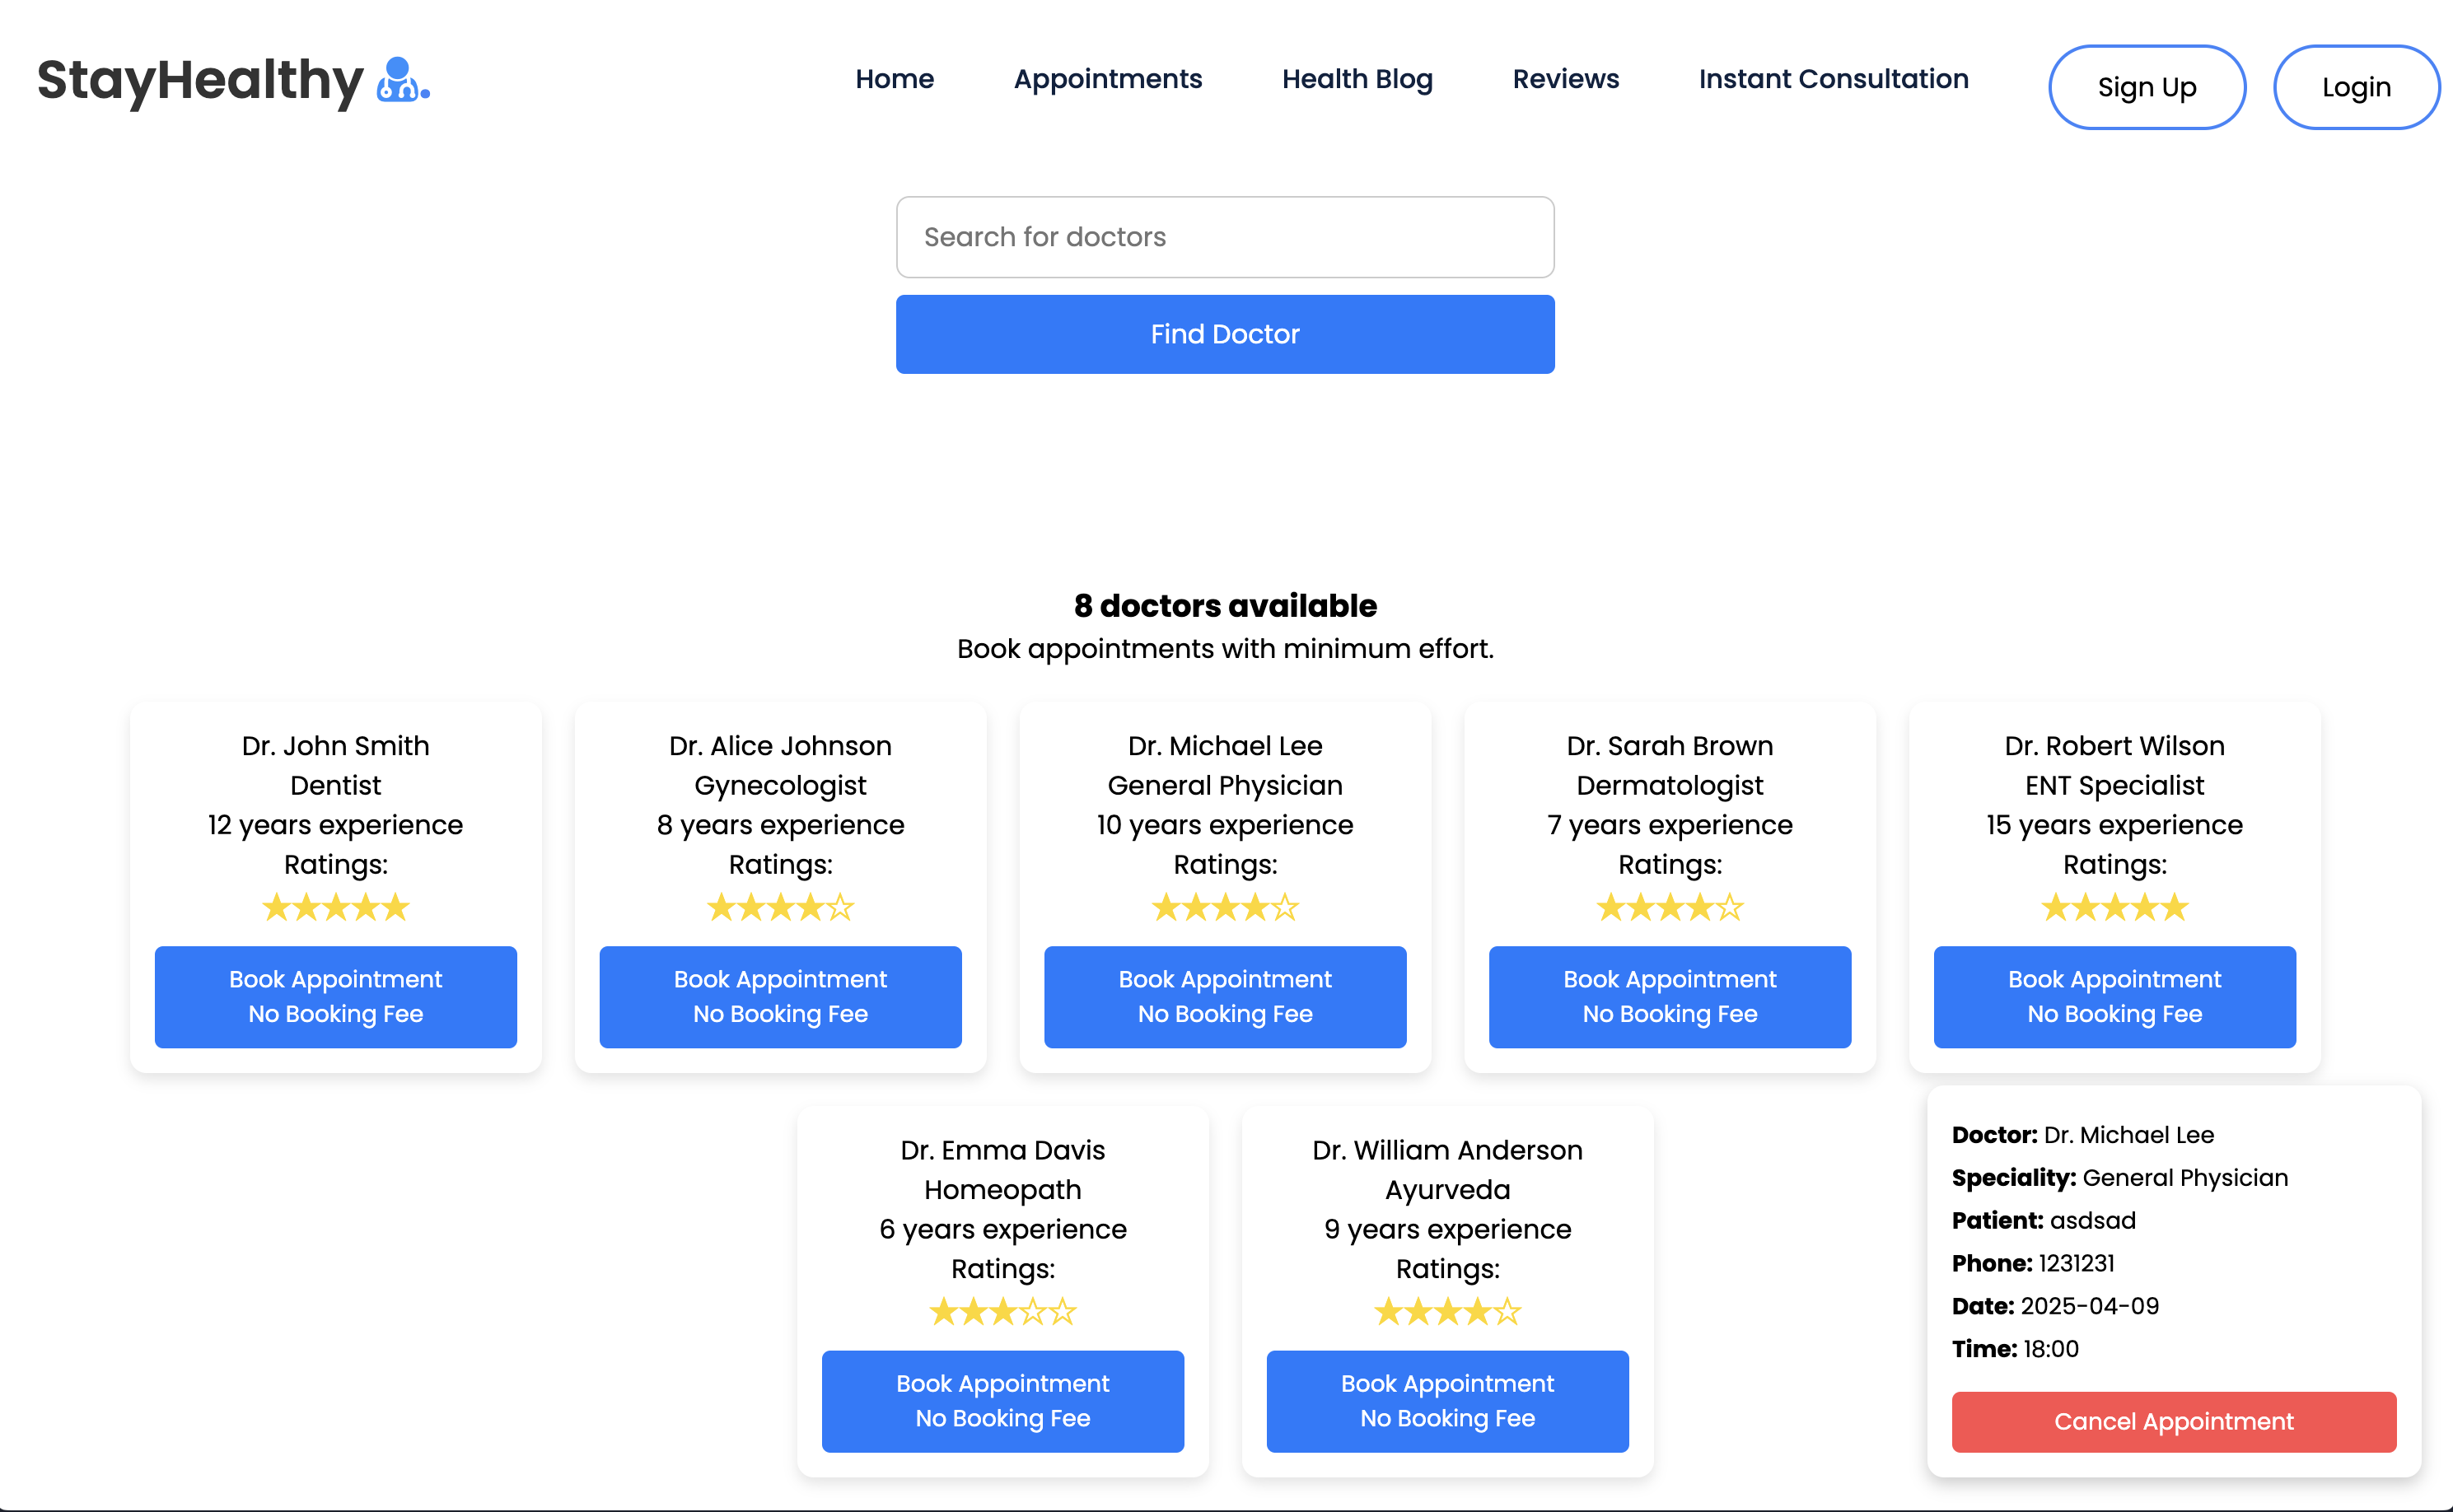 StayHealthy
Home
Appointments
Health Blog
Reviews
Instant Consultation
Sign Up
Login
Search for doctors
Find Doctor
8 doctors available
Book appointments with minimum effort.
Dr. John Smith
Dentist
12 years experience
Ratings:
Book Appointment
No Booking Fee
Dr. Alice Johnson
Gynecologist
8 years experience
Ratings:
Book Appointment
No Booking Fee
Dr. Michael Lee
General Physician
10 years experience
Ratings:
Book Appointment
No Booking Fee
Dr. Sarah Brown
Dermatologist
7 years experience
Ratings:
Book Appointment
No Booking Fee
Dr. Robert Wilson
ENT Specialist
15 years experience
Ratings:
Book Appointment
No Booking Fee
Dr. Emma Davis
Homeopath
6 years experience
Ratings:
Book Appointment
No Booking Fee
Dr. William Anderson
Ayurveda
9 years experience
Ratings:
Book Appointment
No Booking Fee
Doctor: Dr. Michael Lee
Speciality: General Physician
Patient: asdsad
Phone: 1231231
Date: 2025-04-09
Time: 18:00
Cancel Appointment